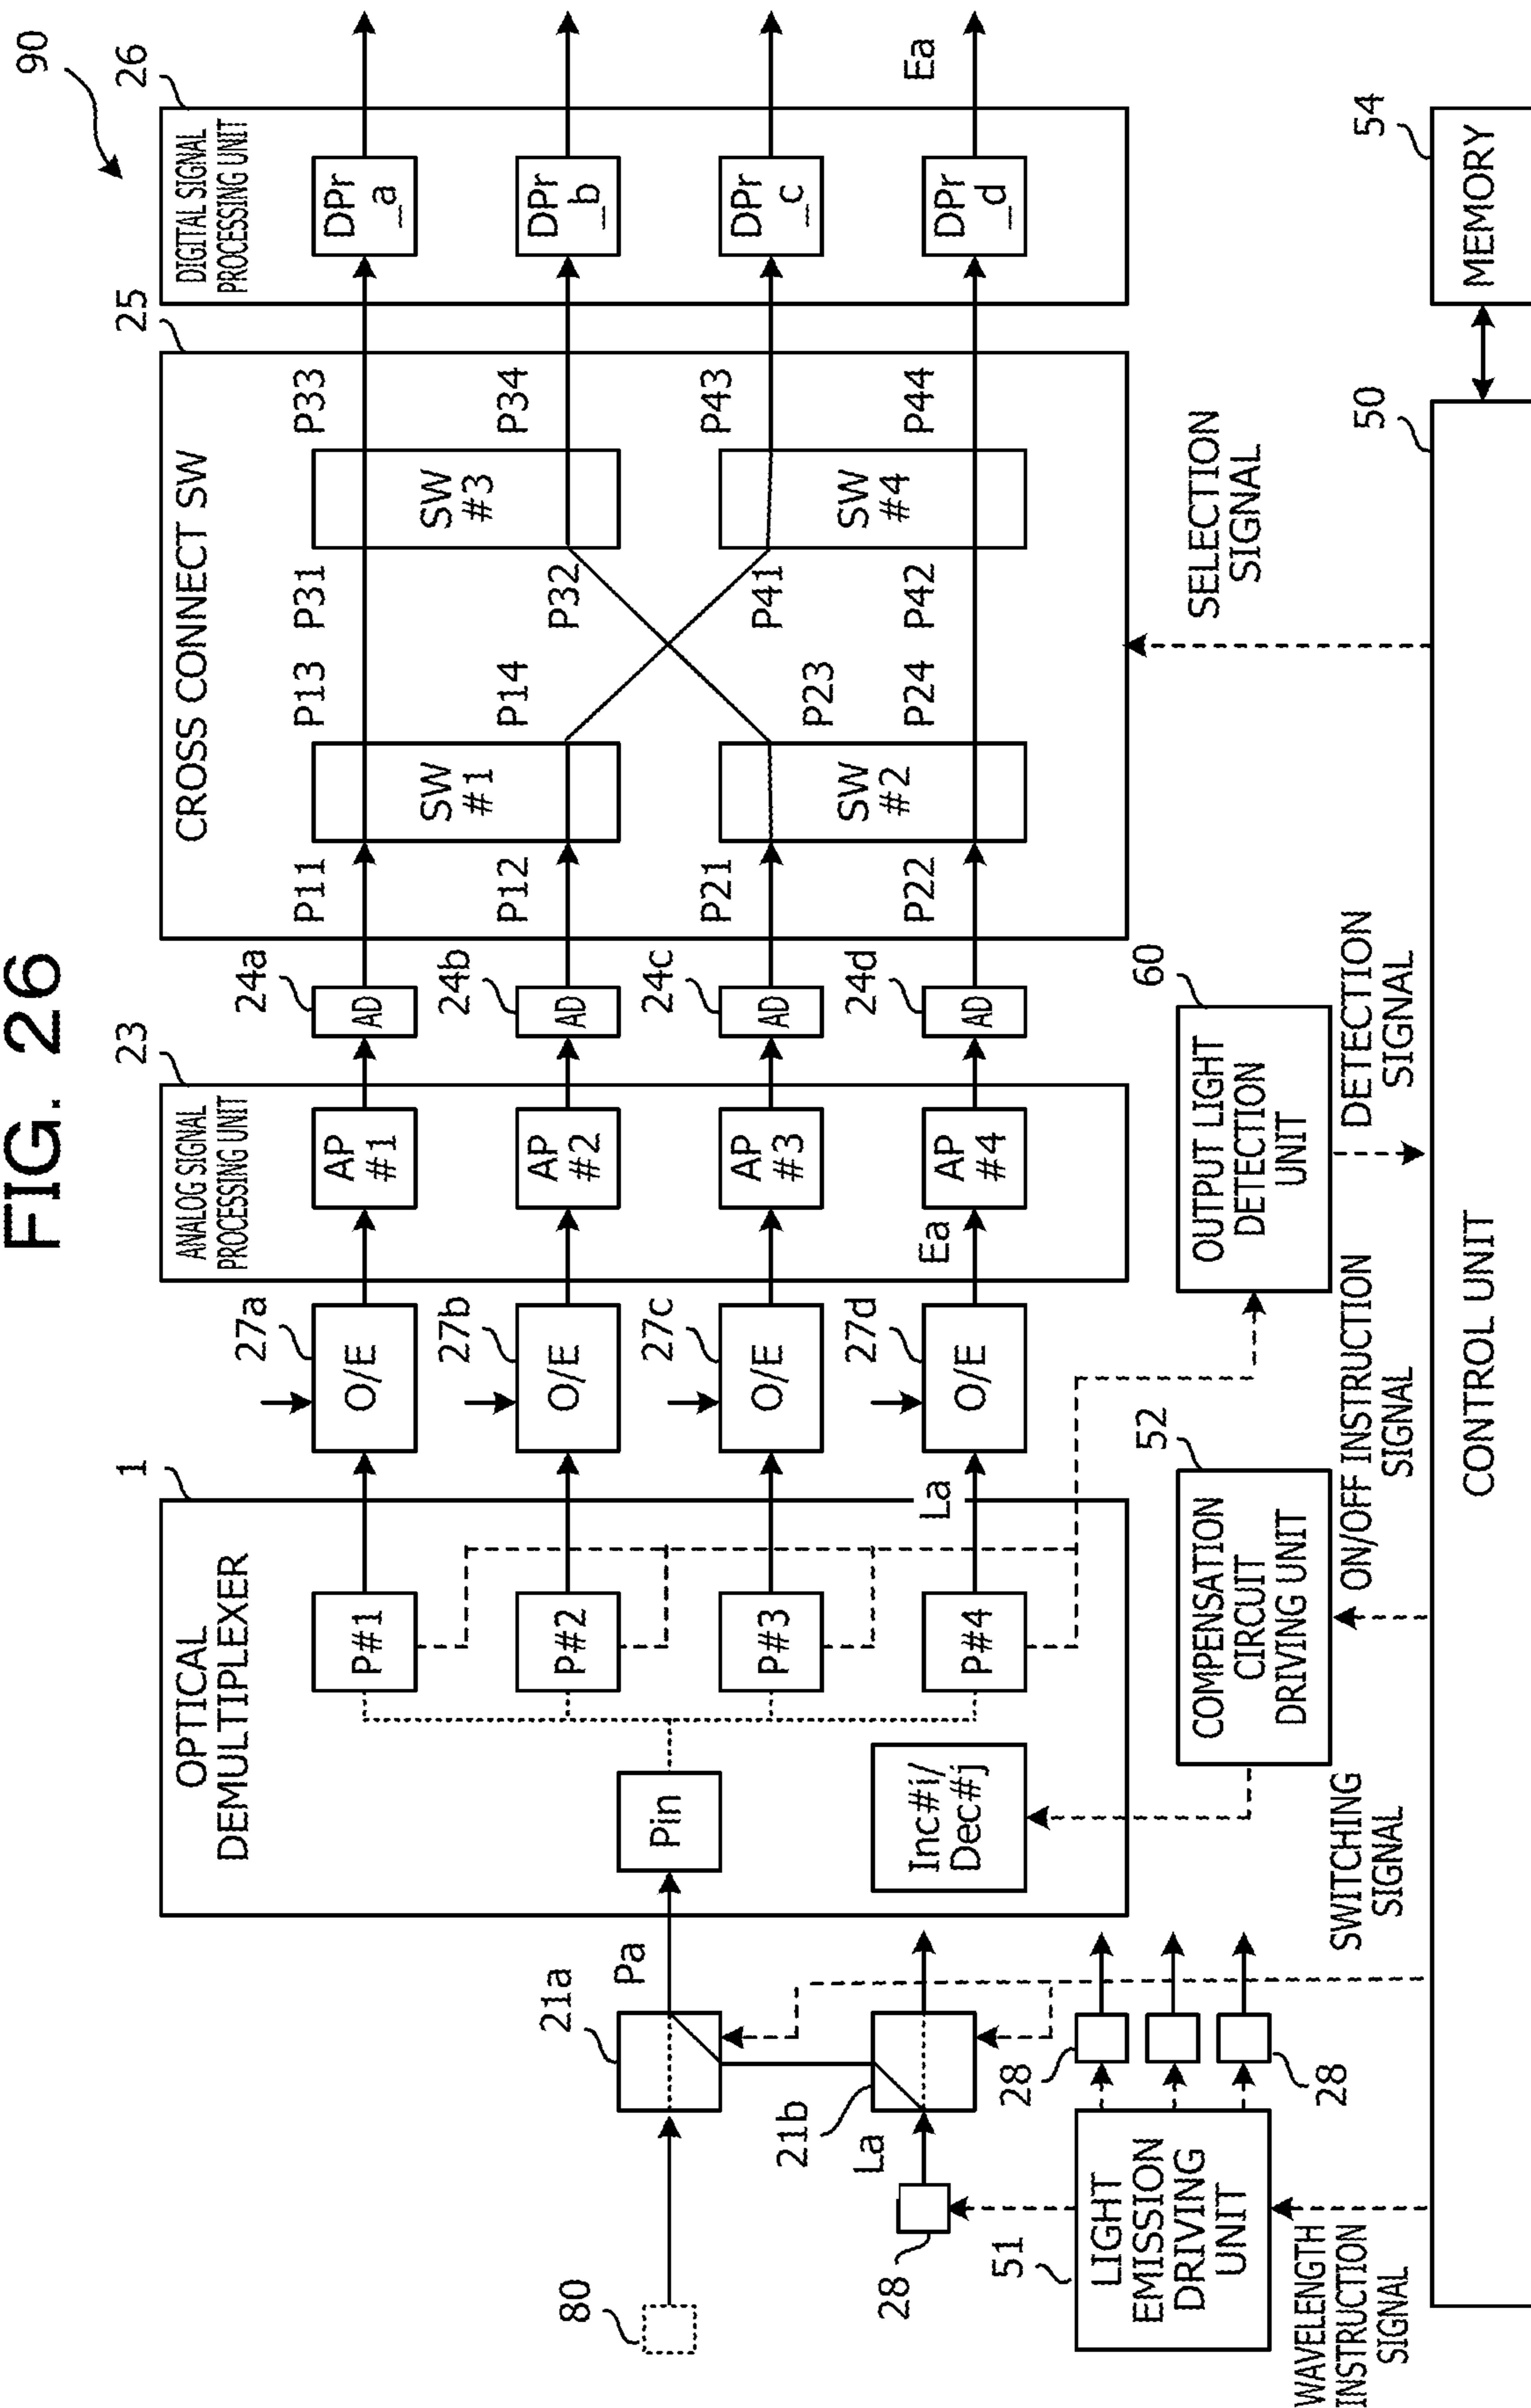 FIG. 26
90
1
23
25
26
OPTICAL
DEMULTIPLEXER
ANALOG SIGNAL
PROCESSING UNIT
CROSS CONNECT SW
DIGITAL SIGNAL
PROCESSING UNIT
27a
24a
P11
P13
P31
P33
P#1
O/E
AP
#1
AD
SW
#1
SW
#3
DPr
_a
27b
24b
P12
P14
P32
P34
P#2
O/E
AP
#2
AD
DPr
_b
80
21a
Pa
Pin
27c
24c
P21
P23
P41
P43
P#3
O/E
AP
#3
AD
SW
#2
SW
#4
DPr
_c
21b
La
28
Inc#i/
Dec#j
27d
24d
P22
P24
P42
P44
La
Ea
Ea
P#4
O/E
AP
#4
AD
DPr
_d
51
LIGHT
EMISSION
DRIVING
UNIT
28
28
52
COMPENSATION
CIRCUIT
DRIVING UNIT
60
OUTPUT LIGHT
DETECTION
UNIT
SELECTION
SIGNAL
WAVELENGTH
INSTRUCTION
SIGNAL
SWITCHING
SIGNAL
ON/OFF INSTRUCTION
SIGNAL
DETECTION
SIGNAL
50
54
CONTROL UNIT
MEMORY